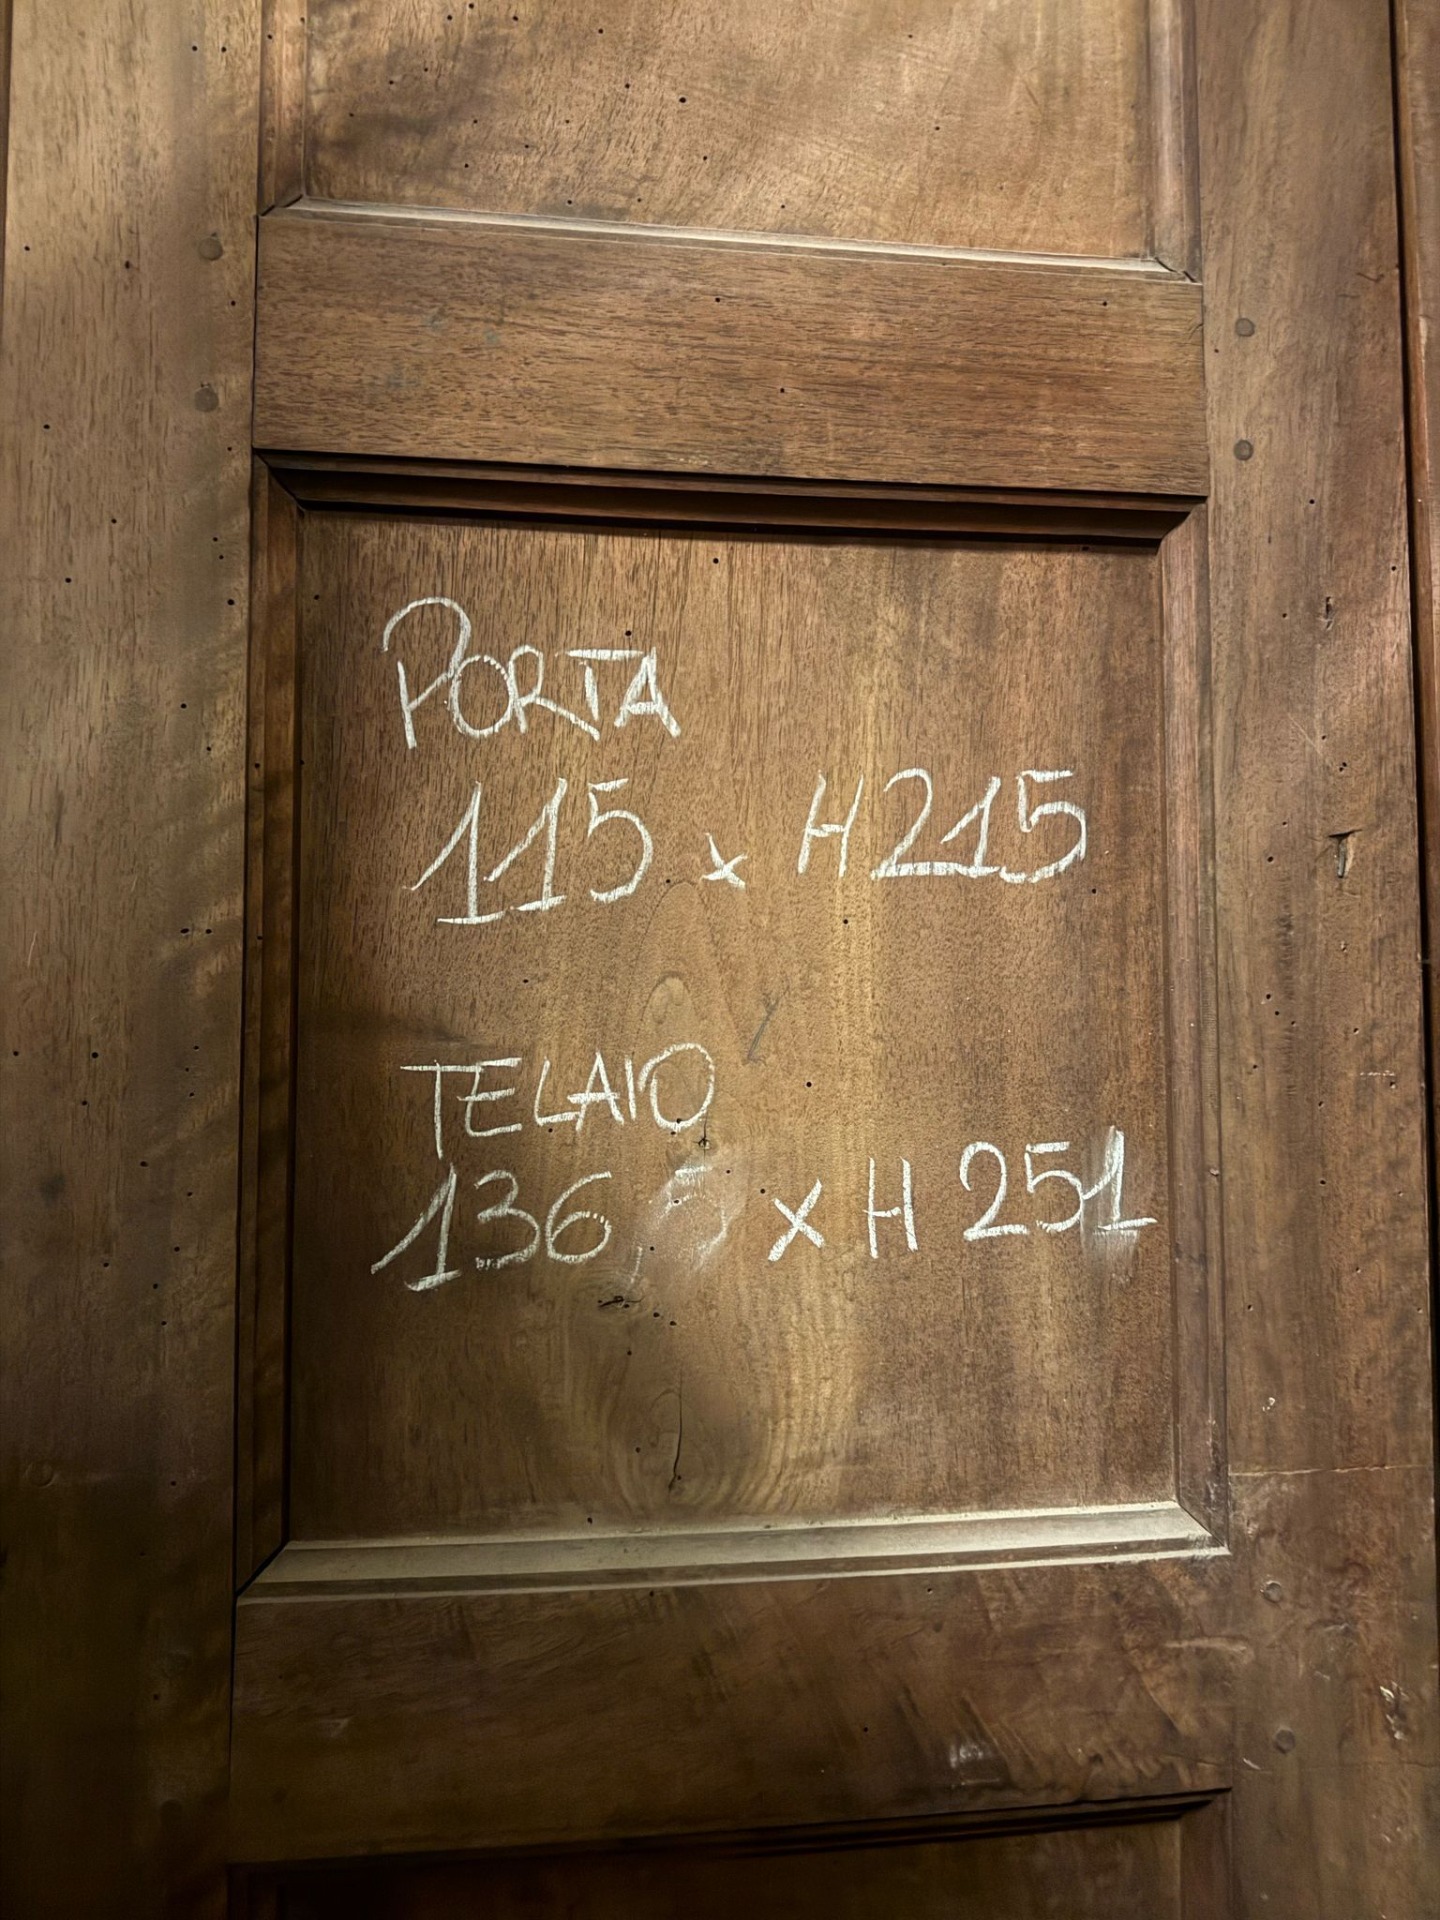 PORTA
115 x H215
TELAIO
136,5 x H 251